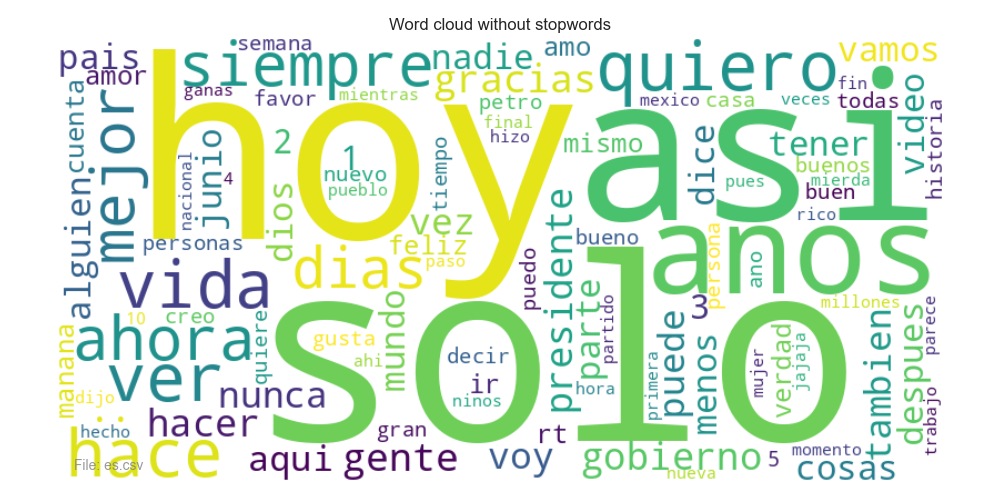 Word cloud without stopwords
pais
semana
siempre
nadie
amo
quiero
vamos
amor
ganas
favor
mientras
gracias
petro
final
hizo
mexico
casa
veces
fin
todas
video
historia
cuenta
mejor
hoy
asi
2
1
nuevo
pueblo
tiempo
mismo
dice
tener
buenos
pues
mierda
buen
rico
alguien
nacional
4
junio
dios
personas
vez
feliz
paso
dias
bueno
anos
persona
ano
vida
puedo
presidente
parte
partido
3
millones
parece
10
creo
ahora
quiere
solo
gusta
ahi
mundo
decir
ir
ninos
hora
primera
puede
menos
mujer
verdad
jajaja
tambien
despues
trabajo
manana
dijo
ver
nunca
..
hecho
hacer
gran
rt
hace
aqui
gente
voy
gobierno
nueva
5
momento
cosas
File: es.csv